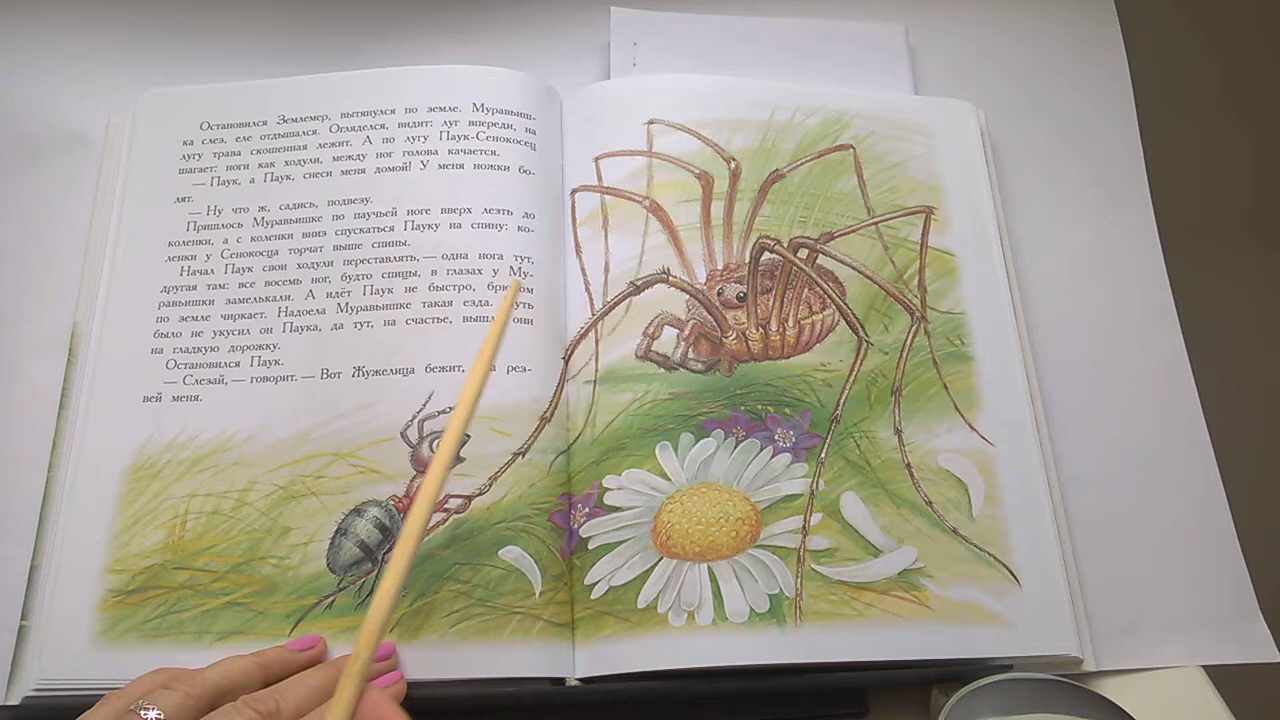 Остановился Землемер, вытянулся по земле. Муравьиш-
ка слез, еле отдышался. Огляделся, видит: луг впереди, на
лугу трава скошенная лежит. А по лугу Паук-Сенокосец
шагает: ноги как ходули, между ног голова качается.
— Паук, а Паук, снеси меня домой! У меня ножки бо-
лят.
— Ну что ж, садись, подвезу.
Пришлось Муравьишке по паучьей ноге вверх лезть до
коленки, а с коленки вниз спускаться Пауку на спину: ко-
ленки у Сенокосца торчат выше спины.
Начал Паук свои ходули переставлять, — одна нога тут,
другая там: все восемь ног, будто спицы, в глазах у Му-
равьишки замелькали. А идёт Паук не быстро, брюхом
по земле чиркает. Надоела Муравьишке такая езда. Чуть
было не укусил он Паука, да тут, на счастье, вышли они
на гладкую дорожку.
Остановился Паук.
— Слезай, — говорит. — Вот Жужелица бежит, рез-
вей меня.